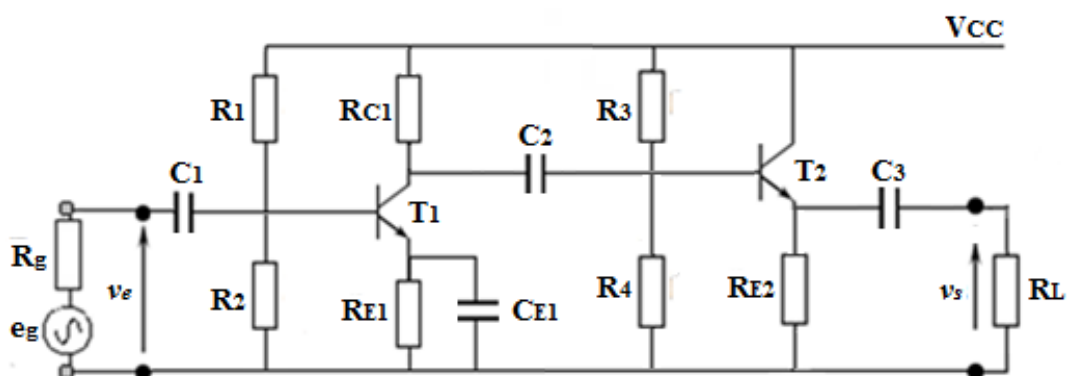 VCC
R1
RC1
R3
C2
C1
T1
T2
C3
Rg
ve
R2
RE1
CE1
R4
RE2
vs
RL
eg